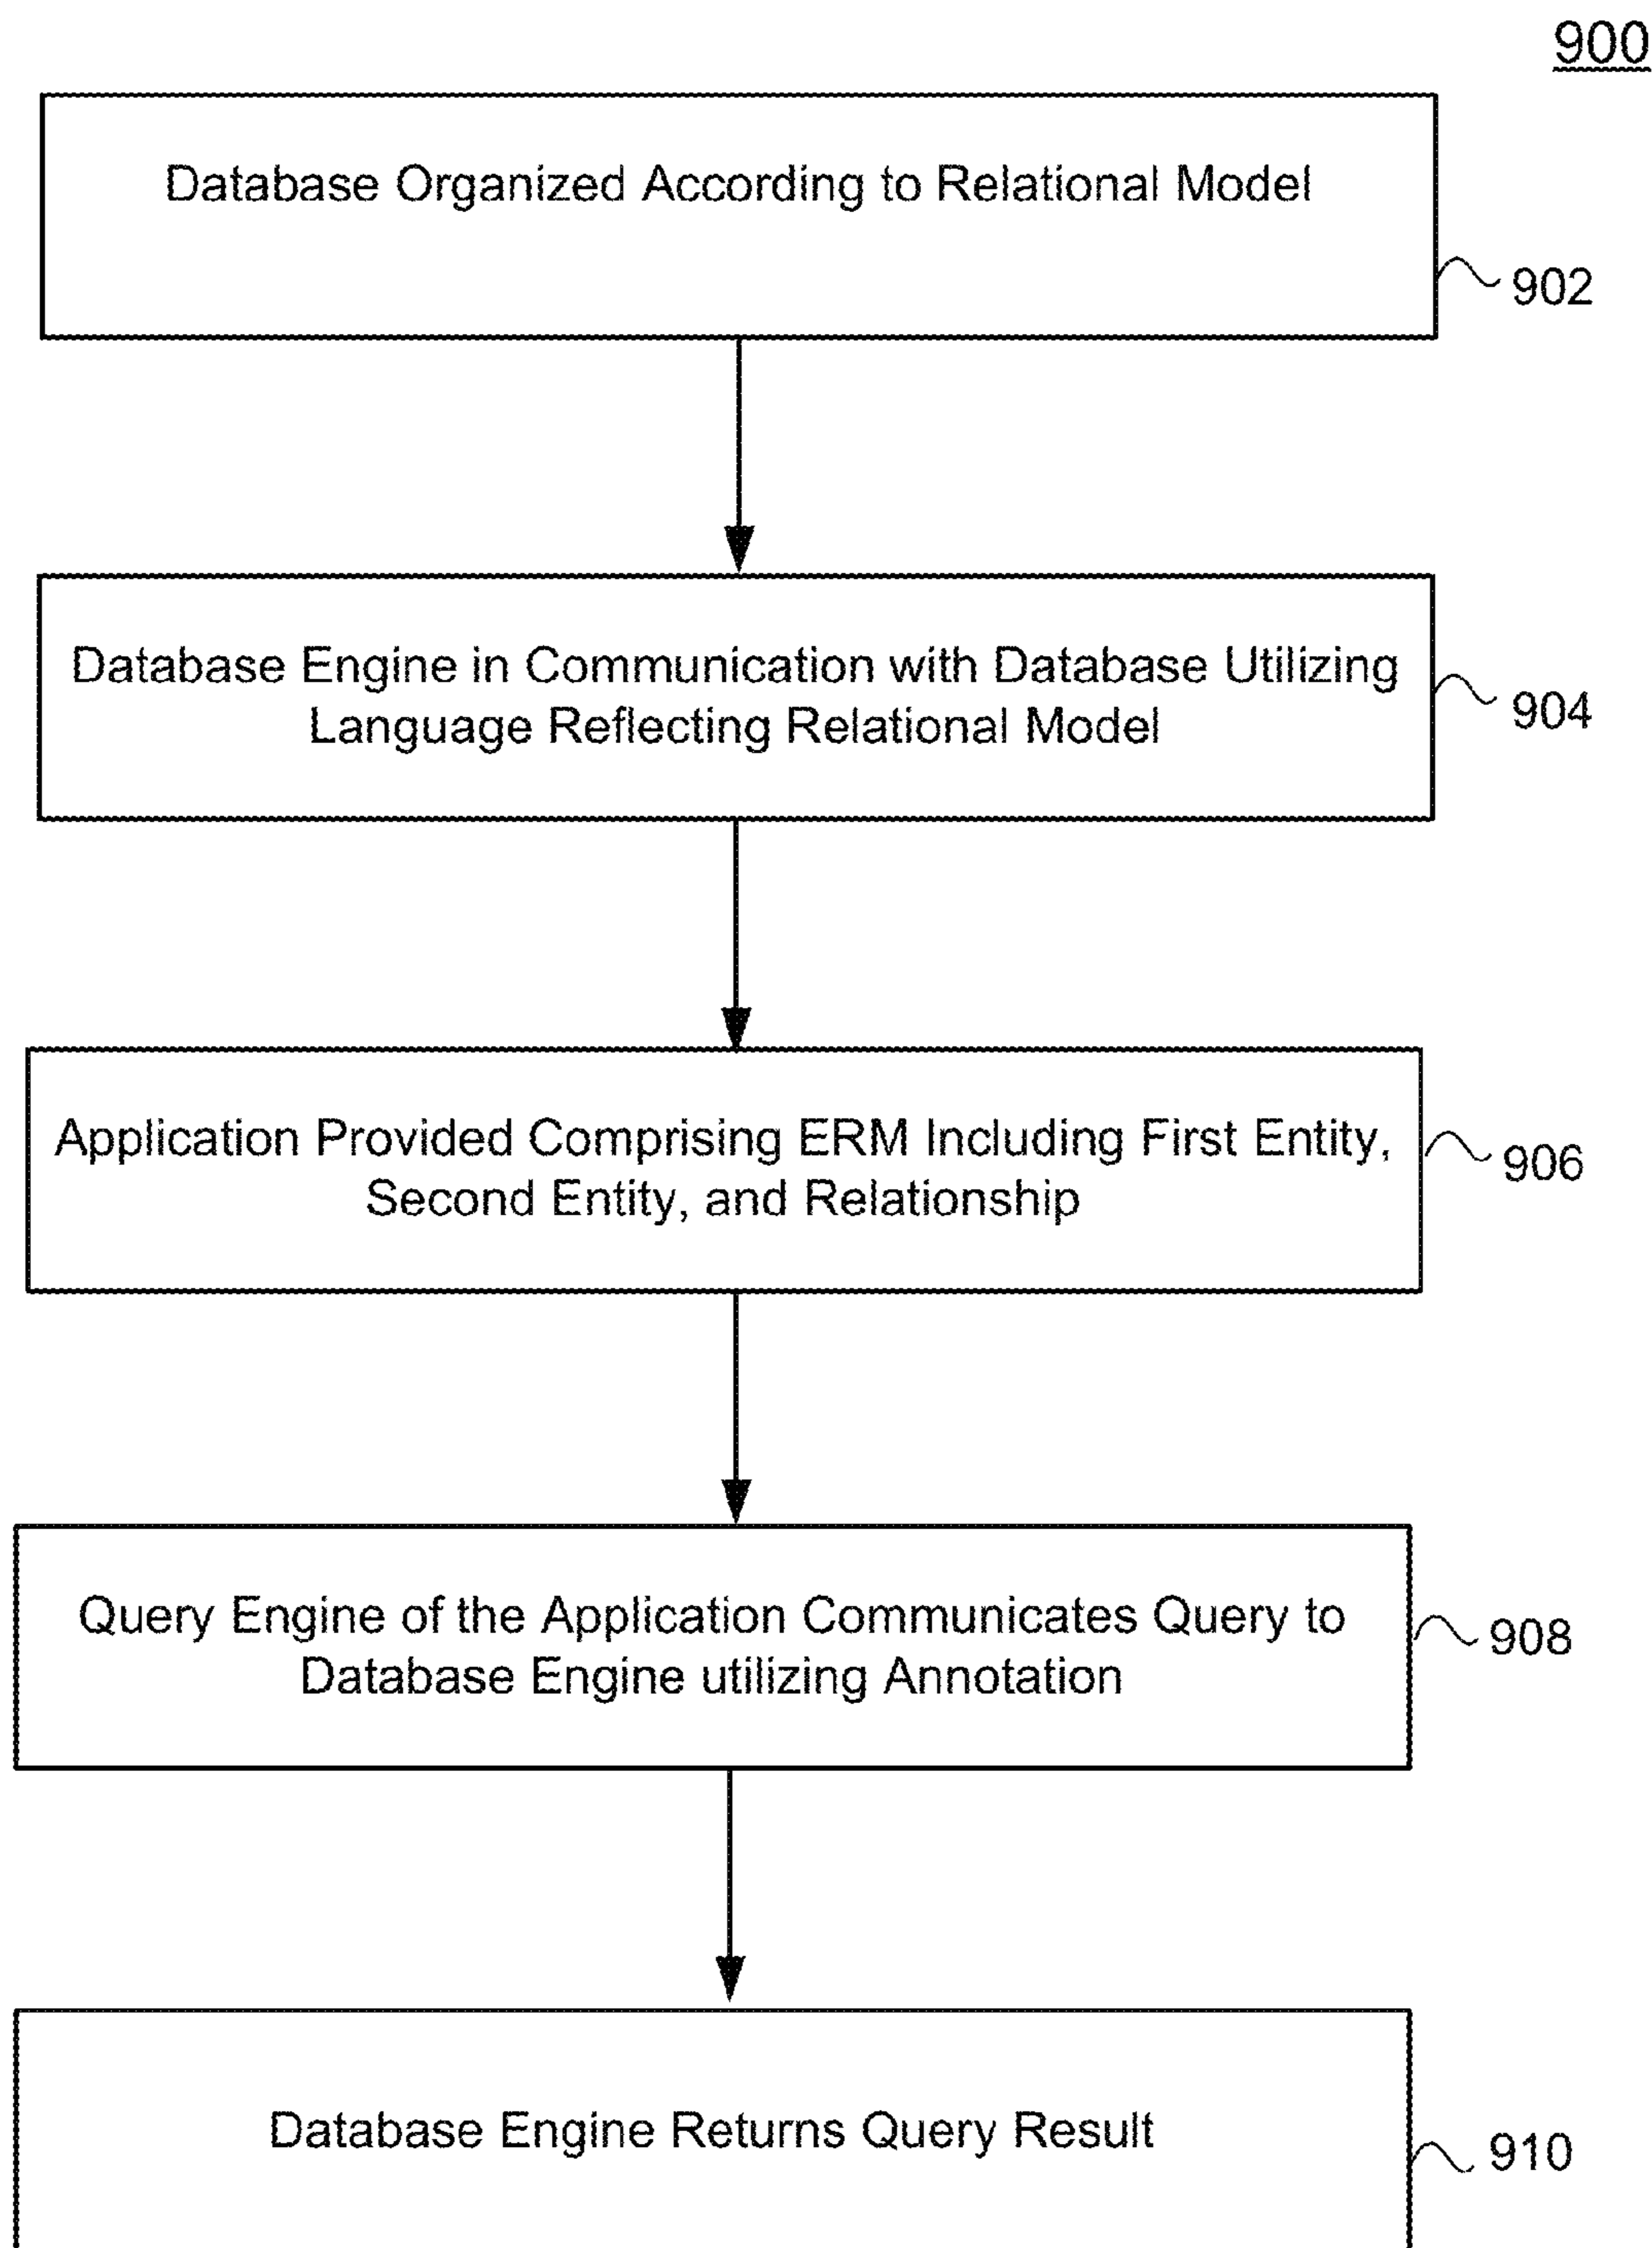 900
Database Organized According to Relational Model
902
Database Engine in Communication with Database Utilizing
Language Reflecting Relational Model
904
Application Provided Comprising ERM Including First Entity,
Second Entity, and Relationship
906
Query Engine of the Application Communicates Query to
Database Engine utilizing Annotation
908
Database Engine Returns Query Result
910